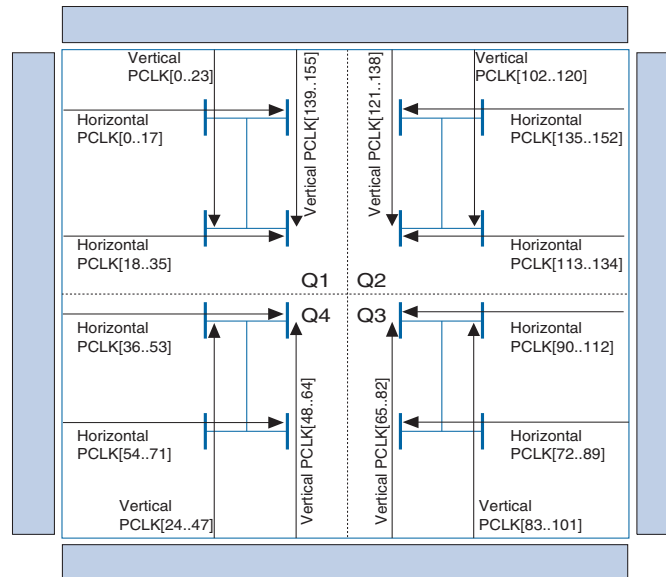 Vertical
PCLK[0..23]
Vertical PCLK[139..155]
Vertical PCLK[121..138]
Vertical
PCLK[102..120]
Horizontal
PCLK[0..17]
Horizontal
PCLK[135..152]
Horizontal
PCLK[18..35]
Horizontal
PCLK[113..134]
Q1
Q2
Q4
Q3
Horizontal
PCLK[36..53]
Horizontal
PCLK[90..112]
Vertical PCLK[48..64]
Vertical PCLK[65..82]
Horizontal
PCLK[54..71]
Horizontal
PCLK[72..89]
Vertical
PCLK[24..47]
Vertical
PCLK[83..101]